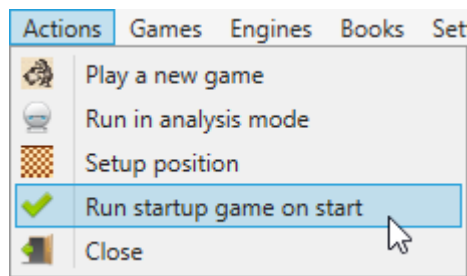 Actions Games Engines Books Set
Play a new game
Run in analysis mode
Setup position
Run startup game on start
Close